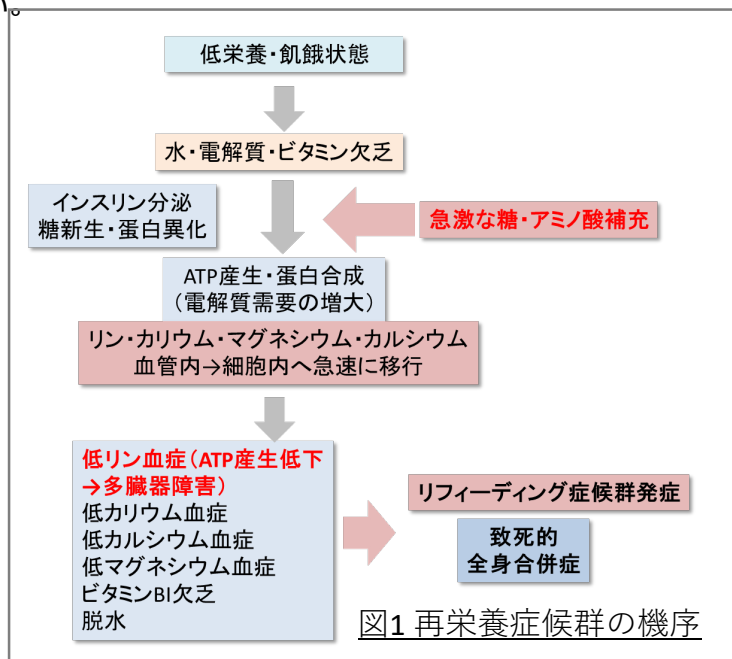 い。
低栄養・飢餓状態
水・電解質・ビタミン欠乏
インスリン分泌
糖新生・蛋白異化
急激な糖・アミノ酸補充
ATP産生・蛋白合成
（電解質需要の増大）
リン・カリウム・マグネシウム・カルシウム
血管内→細胞内へ急速に移行
低リン血症（ATP産生低下
→多臓器障害）
低カリウム血症
低カルシウム血症
低マグネシウム血症
ビタミンBI欠乏
脱水
リフィーディング症候群発症
致死的
全身合併症
図1 再栄養症候群の機序